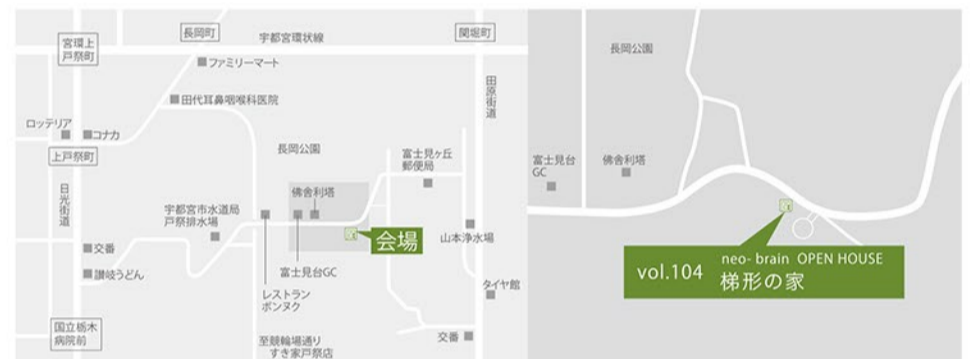 宮環上
戸祭町
長岡町
宇都宮環状線
関堀町
ファミリーマート
田代耳鼻咽喉科医院
田原街道
ロッテリア
コナカ
上戸祭町
長岡公園
富士見ヶ丘
郵便局
佛舎利塔
日光街道
宇都宮市水道局
戸祭排水場
会場
山本浄水場
交番
讃岐うどん
富士見台GC
レストラン
ボンヌク
タイヤ館
国立栃木
病院前
至競輪場通り
すき家戸祭店
交番
長岡公園
富士見台
GC
佛舎利塔
vol.104
neo- brain OPEN HOUSE
梯形の家